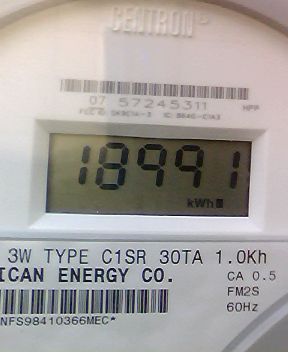 CENTRON
07 57245311
18991
kWh
3W TYPE C1SR 30TA 1.0Kh
ICAN ENERGY CO.
CA 0.5
FM2S
60Hz
NFS98410366MEC*